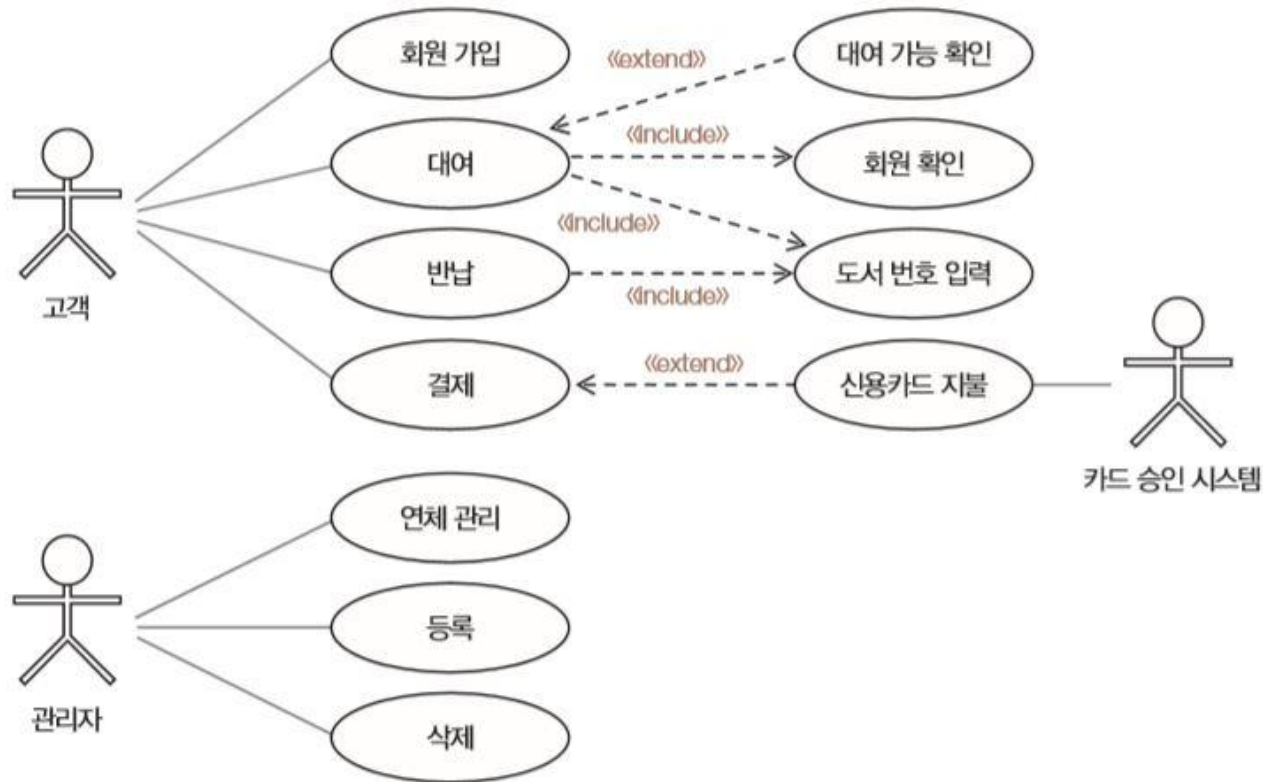 회원 가입
«extend»
대여 가능 확인
대여
«include»
회원 확인
«include»
반납
«include»
도서 번호 입력
고객
결제
«extend»
신용카드 지불
카드 승인 시스템
연체 관리
등록
관리자
삭제